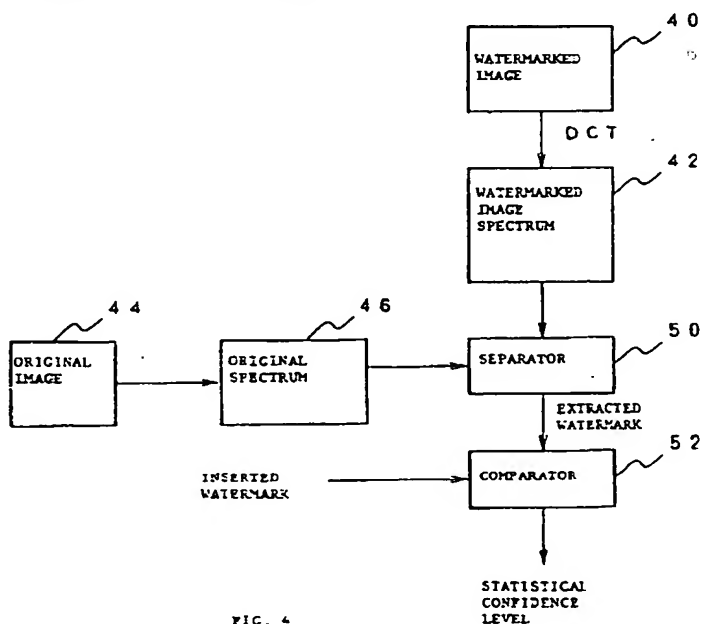 40
WATERMARKED
IMAGE
DCT
42
WATERMARKED
IMAGE
SPECTRUM
44
46
50
ORIGINAL
IMAGE
ORIGINAL
SPECTRUM
SEPARATOR
EXTRACTED
WATERMARK
52
INSERTED
WATERMARK
COMPARATOR
STATISTICAL
CONFIDENCE
LEVEL
FIG. 4